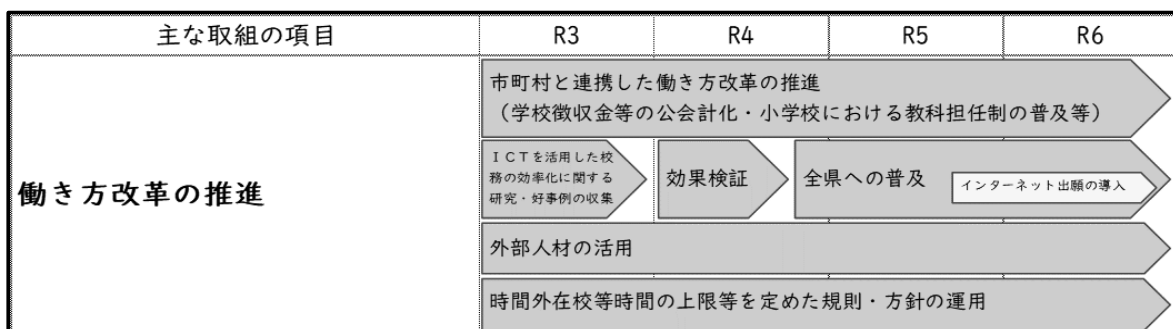 主な取組の項目 R3 R4 R5 R6
働き方改革の推進
市町村と連携した働き方改革の推進
（学校徴収金等の公会計化・小学校における教科担任制の普及等）
ＩＣＴを活用した校
務の効率化に関する
研究・好事例の収集
効果検証
全県への普及
インターネット出願の導入
外部人材の活用
時間外在校等時間の上限等を定めた規則・方針の運用